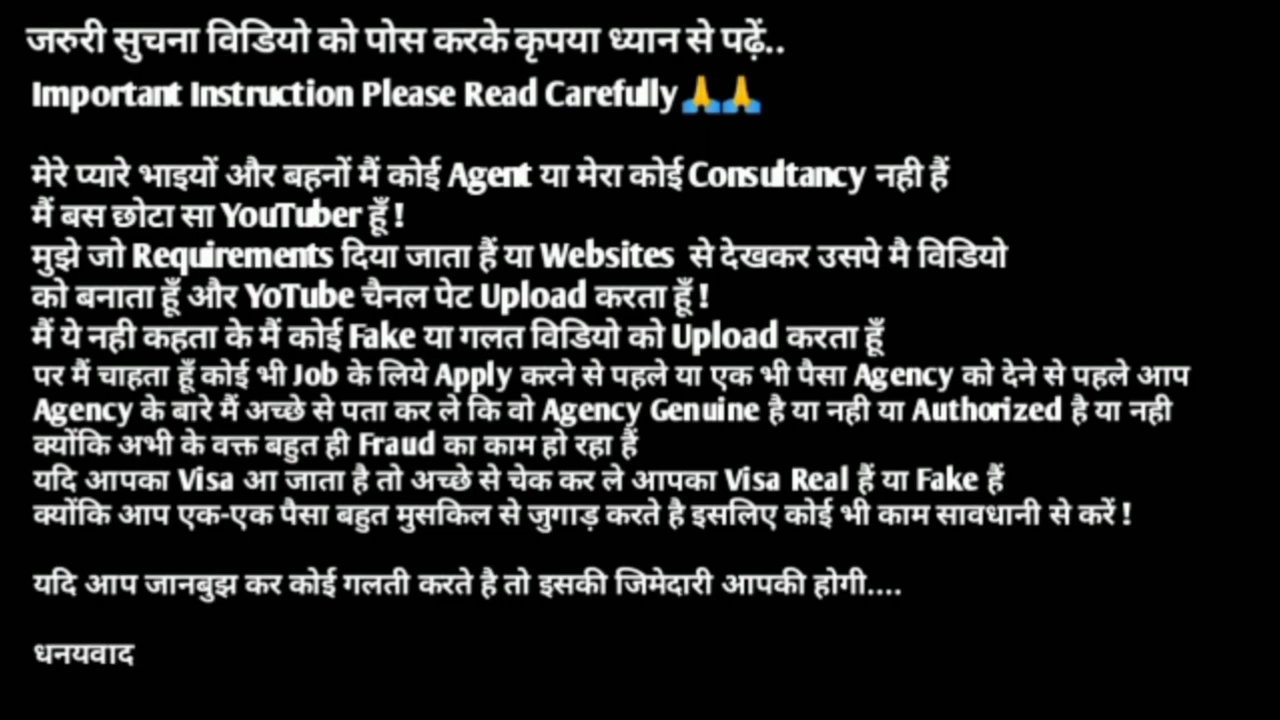 जरुरी सुचना विडियो को पोस करके कृपया ध्यान से पढ़ें..
Important Instruction Please Read Carefully🙏🙏
मेरे प्यारे भाइयों और बहनों मैं कोई Agent या मेरा कोई Consultancy नही हैं
मैं बस छोटा सा YouTuber हूँ !
मुझे जो Requirements दिया जाता हैं या Websites से देखकर उसपे मै विडियो
को बनाता हूँ और YoTube चैनल पेट Upload करता हूँ !
मैं ये नही कहता के मैं कोई Fake या गलत विडियो को Upload करता हूँ
पर मैं चाहता हूँ कोई भी Job के लिये Apply करने से पहले या एक भी पैसा Agency को देने से पहले आप
Agency के बारे मैं अच्छे से पता कर ले कि वो Agency Genuine है या नही या Authorized है या नही
क्योंकि अभी के वक्त बहुत ही Fraud का काम हो रहा हैं
यदि आपका Visa आ जाता है तो अच्छे से चेक कर ले आपका Visa Real हैं या Fake हैं
क्योंकि आप एक-एक पैसा बहुत मुसकिल से जुगाड़ करते है इसलिए कोई भी काम सावधानी से करें !
यदि आप जानबुझ कर कोई गलती करते है तो इसकी जिमेदारी आपकी होगी....
धनयवाद